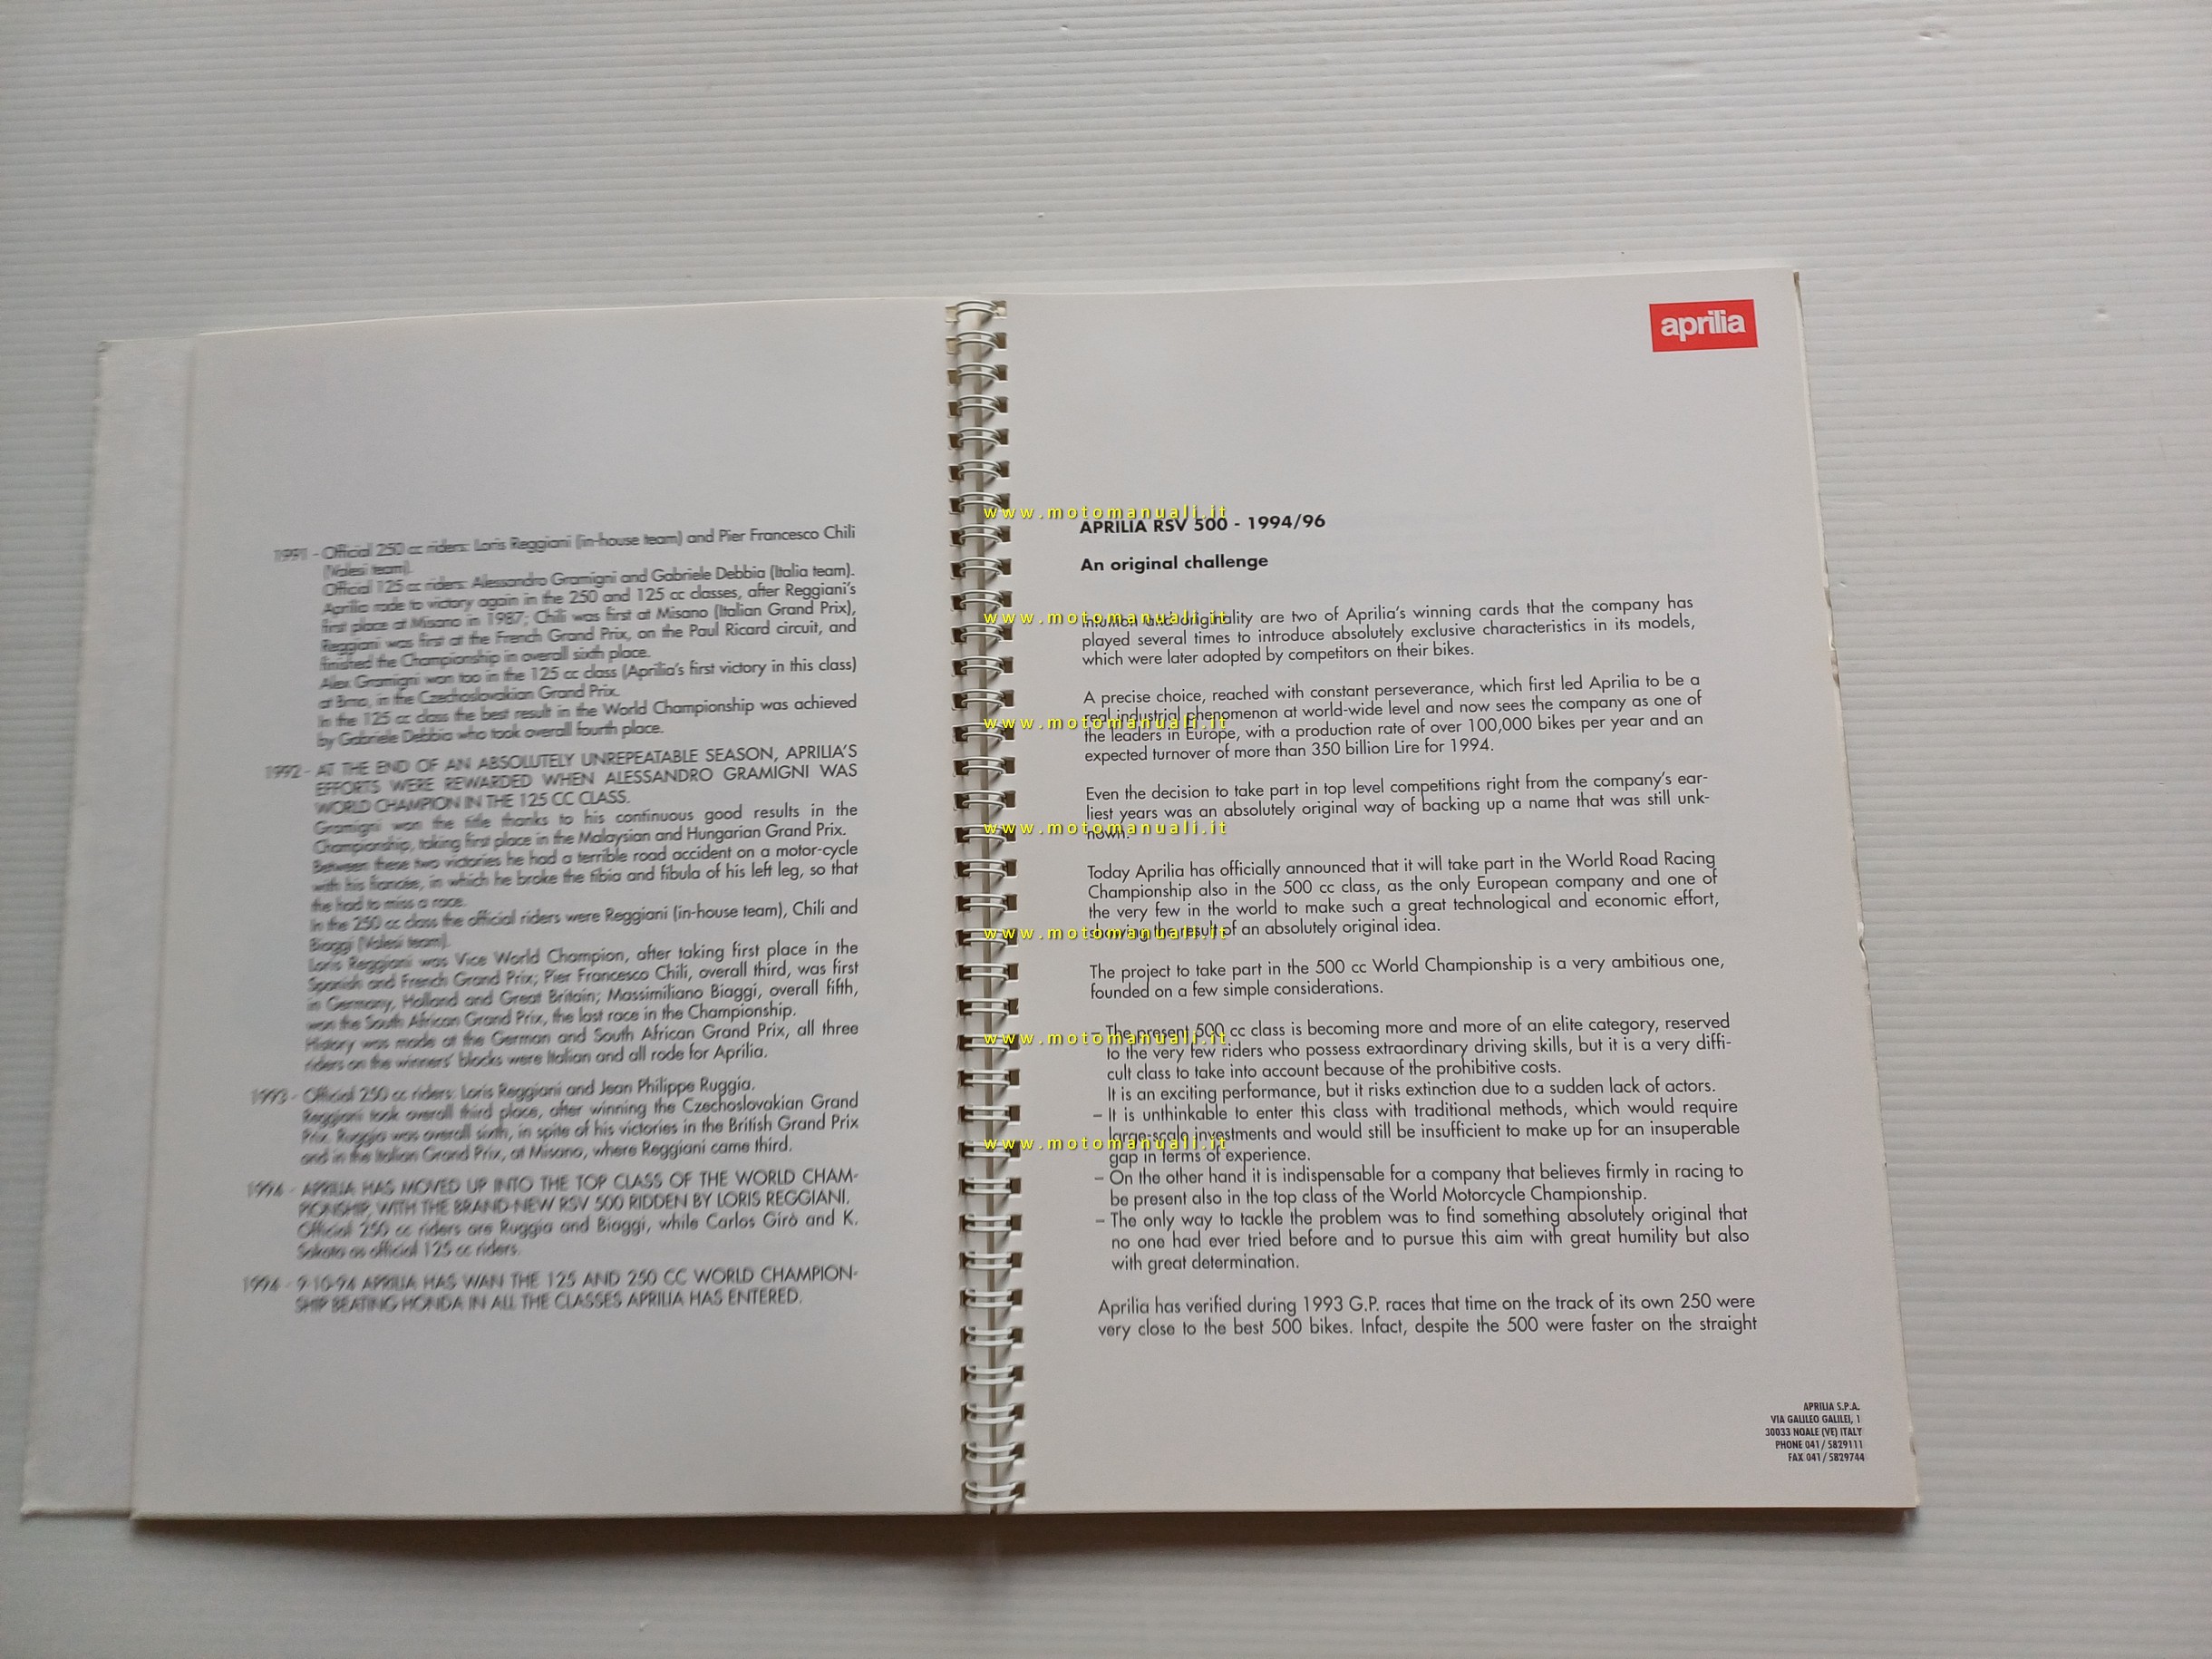 1991 - Official 250 cc riders: Loris Reggiani (in-house team) and Pier Francesco Chili
(Valesi team).
Official 125 cc riders: Alessandro Gramigni and Gabriele Debbia (Italia team).
Aprilia rode to victory again in the 250 and 125 cc classes, after Reggiani's
first place at Misano in 1987; Chili was first at Misano (Italian Grand Prix),
Reggiani was first at the French Grand Prix, on the Paul Ricard circuit, and
finished the Championship in overall sixth place.
Alex Gramigni won too in the 125 cc class (Aprilia's first victory in this class)
at Brno, in the Czechoslovakian Grand Prix.
In the 125 cc class the best result in the World Championship was achieved
by Gabriele Debbia who took overall fourth place.
1992 - AT THE END OF AN ABSOLUTELY UNREPEATABLE SEASON, APRILIA'S
EFFORTS WERE REWARDED WHEN ALESSANDRO GRAMIGNI WAS
WORLD CHAMPION IN THE 125 CC CLASS.
Gramigni won the title thanks to his continuous good results in the
Championship, taking first place in the Malaysian and Hungarian Grand Prix.
Between these two victories he had a terrible road accident on a motor-cycle
with his fiancée, in which he broke the tibia and fibula of his left leg, so that
the had to miss a race.
In the 250 cc class the official riders were Reggiani (in-house team), Chili and
Biaggi (Valesi team).
Loris Reggiani was Vice World Champion, after taking first place in the
Spanish and French Grand Prix; Pier Francesco Chili, overall third, was first
in Germany, Holland and Great Britain; Massimiliano Biaggi, overall fifth,
won the South African Grand Prix, the last race in the Championship.
History was made at the German and South African Grand Prix, all three
riders on the winners' blocks were Italian and all rode for Aprilia.
1993 - Official 250 cc riders: Loris Reggiani and Jean Philippe Ruggia.
Reggiani took overall third place, after winning the Czechoslovakian Grand
Prix. Ruggia was overall sixth, in spite of his victories in the British Grand Prix
and in the Italian Grand Prix, at Misano, where Reggiani came third.
1994 - APRILIA HAS MOVED UP INTO THE TOP CLASS OF THE WORLD CHAM-
PIONSHIP, WITH THE BRAND-NEW RSV 500 RIDDEN BY LORIS REGGIANI.
Official 250 cc riders are Ruggia and Biaggi, while Carlos Girò and K.
Sakata as official 125 cc riders.
1994 - 9-10-94 APRILIA HAS WAN THE 125 AND 250 CC WORLD CHAMPION-
SHIP BEATING HONDA IN ALL THE CLASSES APRILIA HAS ENTERED.
aprilia
www.motomanuali.it
APRILIA RSV 500 - 1994/96
An original challenge
www.motomanuali.it
Intuition and originality are two of Aprilia's winning cards that the company has
played several times to introduce absolutely exclusive characteristics in its models,
which were later adopted by competitors on their bikes.
A precise choice, reached with constant perseverance, which first led Aprilia to be a
real industrial phenomenon at world-wide level and now sees the company as one of
www.motomanuali.it
the leaders in Europe, with a production rate of over 100,000 bikes per year and an
expected turnover of more than 350 billion Lire for 1994.
Even the decision to take part in top level competitions right from the company's ear-
liest years was an absolutely original way of backing up a name that was still unk-
www.motomanuali.it
nown.
Today Aprilia has officially announced that it will take part in the World Road Racing
Championship also in the 500 cc class, as the only European company and one of
the very few in the world to make such a great technological and economic effort,
www.motomanuali.it
showing the result of an absolutely original idea.
The project to take part in the 500 cc World Championship is a very ambitious one,
founded on a few simple considerations.
– The present 500 cc class is becoming more and more of an elite category, reserved
www.motomanuali.it
to the very few riders who possess extraordinary driving skills, but it is a very diffi-
cult class to take into account because of the prohibitive costs.
It is an exciting performance, but it risks extinction due to a sudden lack of actors.
– It is unthinkable to enter this class with traditional methods, which would require
large-scale investments and would still be insufficient to make up for an insuperable
www.motomanuali.it
gap in terms of experience.
– On the other hand it is indispensable for a company that believes firmly in racing to
be present also in the top class of the World Motorcycle Championship.
– The only way to tackle the problem was to find something absolutely original that
no one had ever tried before and to pursue this aim with great humility but also
with great determination.
Aprilia has verified during 1993 G.P. races that time on the track of its own 250 were
very close to the best 500 bikes. Infact, despite the 500 were faster on the straight
APRILIA S.P.A.
VIA GALILEO GALILEI, 1
30033 NOALE (VE) ITALY
PHONE 041/5829111
FAX 041/5829744